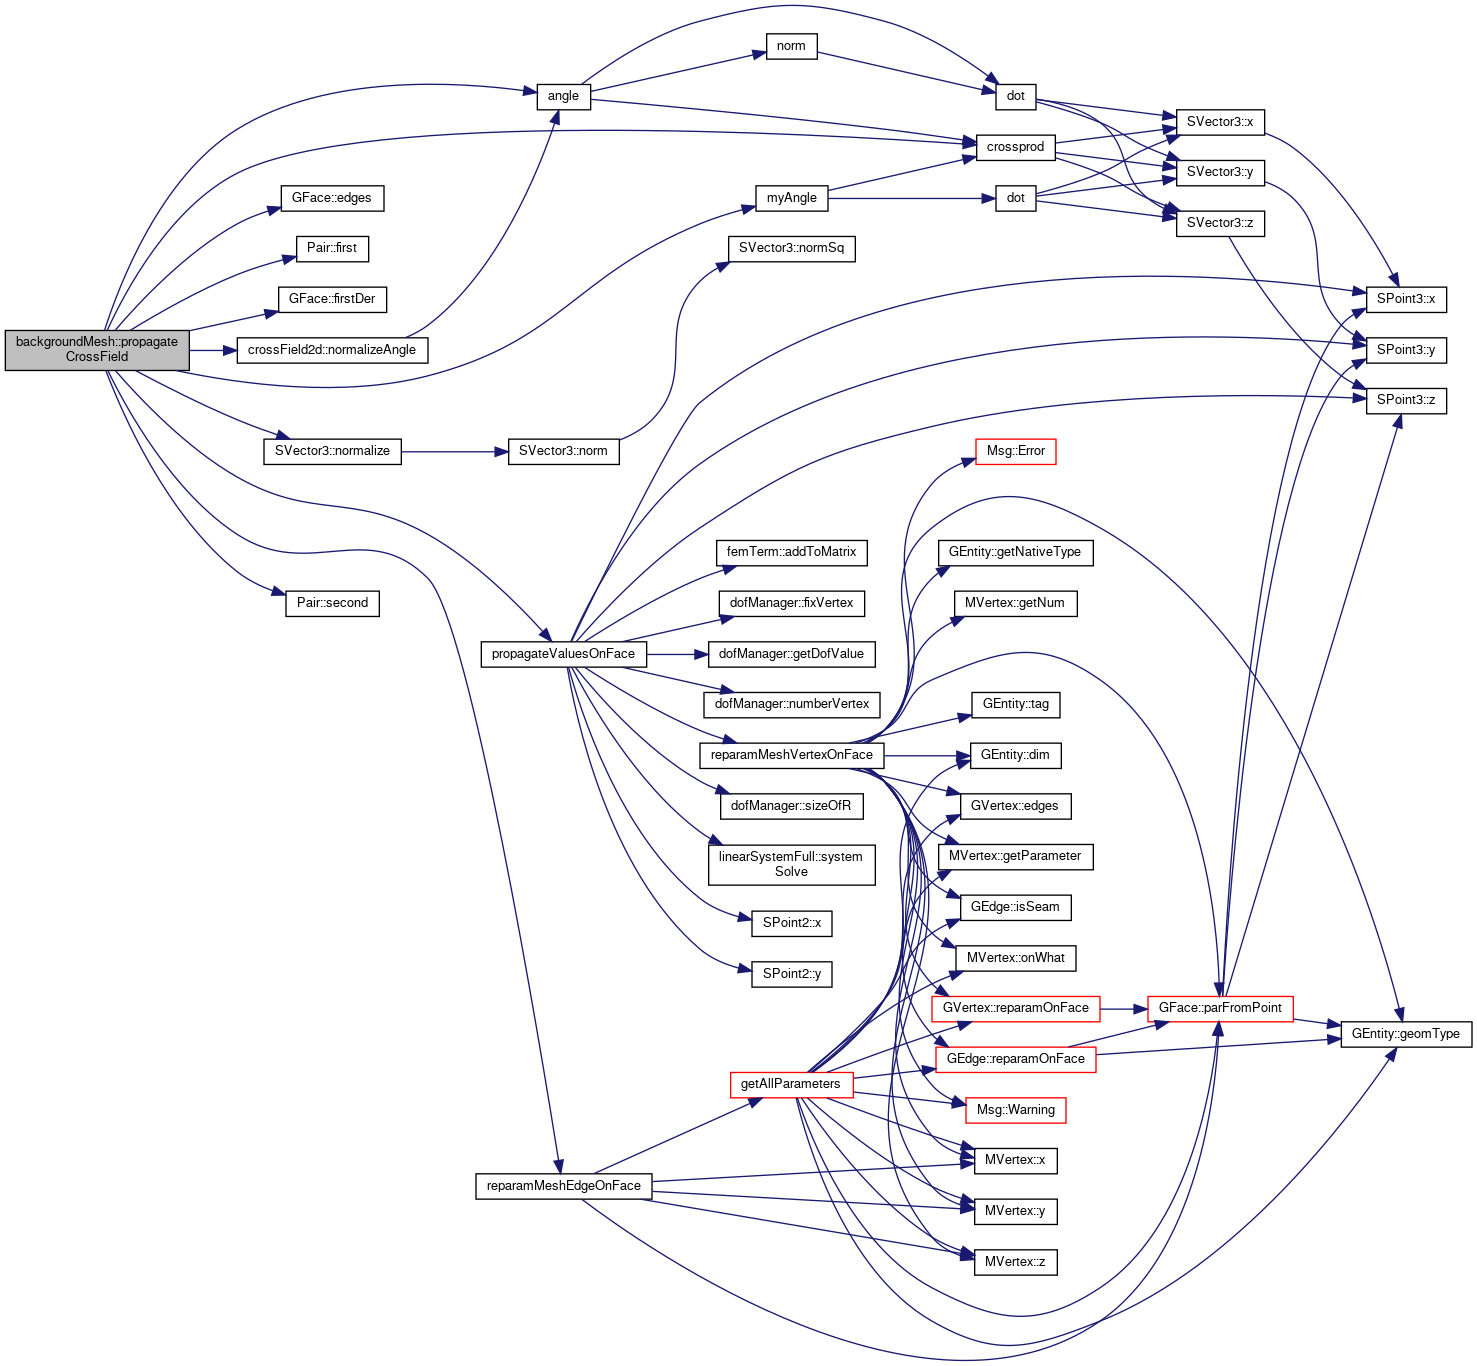 norm
angle
dot
SVector3::x
crossprod
SVector3::y
GFace::edges
myAngle
dot
SVector3::z
Pair::first
SVector3::normSq
GFace::firstDer
SPoint3::x
backgroundMesh::propagate
CrossField
crossField2d::normalizeAngle
SPoint3::y
SPoint3::z
SVector3::normalize
SVector3::norm
Msg::Error
femTerm::addToMatrix
GEntity::getNativeType
Pair::second
dofManager::fixVertex
MVertex::getNum
propagateValuesOnFace
dofManager::getDofValue
dofManager::numberVertex
GEntity::tag
reparamMeshVertexOnFace
GEntity::dim
dofManager::sizeOfR
GVertex::edges
linearSystemFull::system
Solve
MVertex::getParameter
SPoint2::x
GEdge::isSeam
SPoint2::y
MVertex::onWhat
GVertex::reparamOnFace
GFace::parFromPoint
GEntity::geomType
GEdge::reparamOnFace
getAllParameters
Msg::Warning
MVertex::x
reparamMeshEdgeOnFace
MVertex::y
MVertex::z